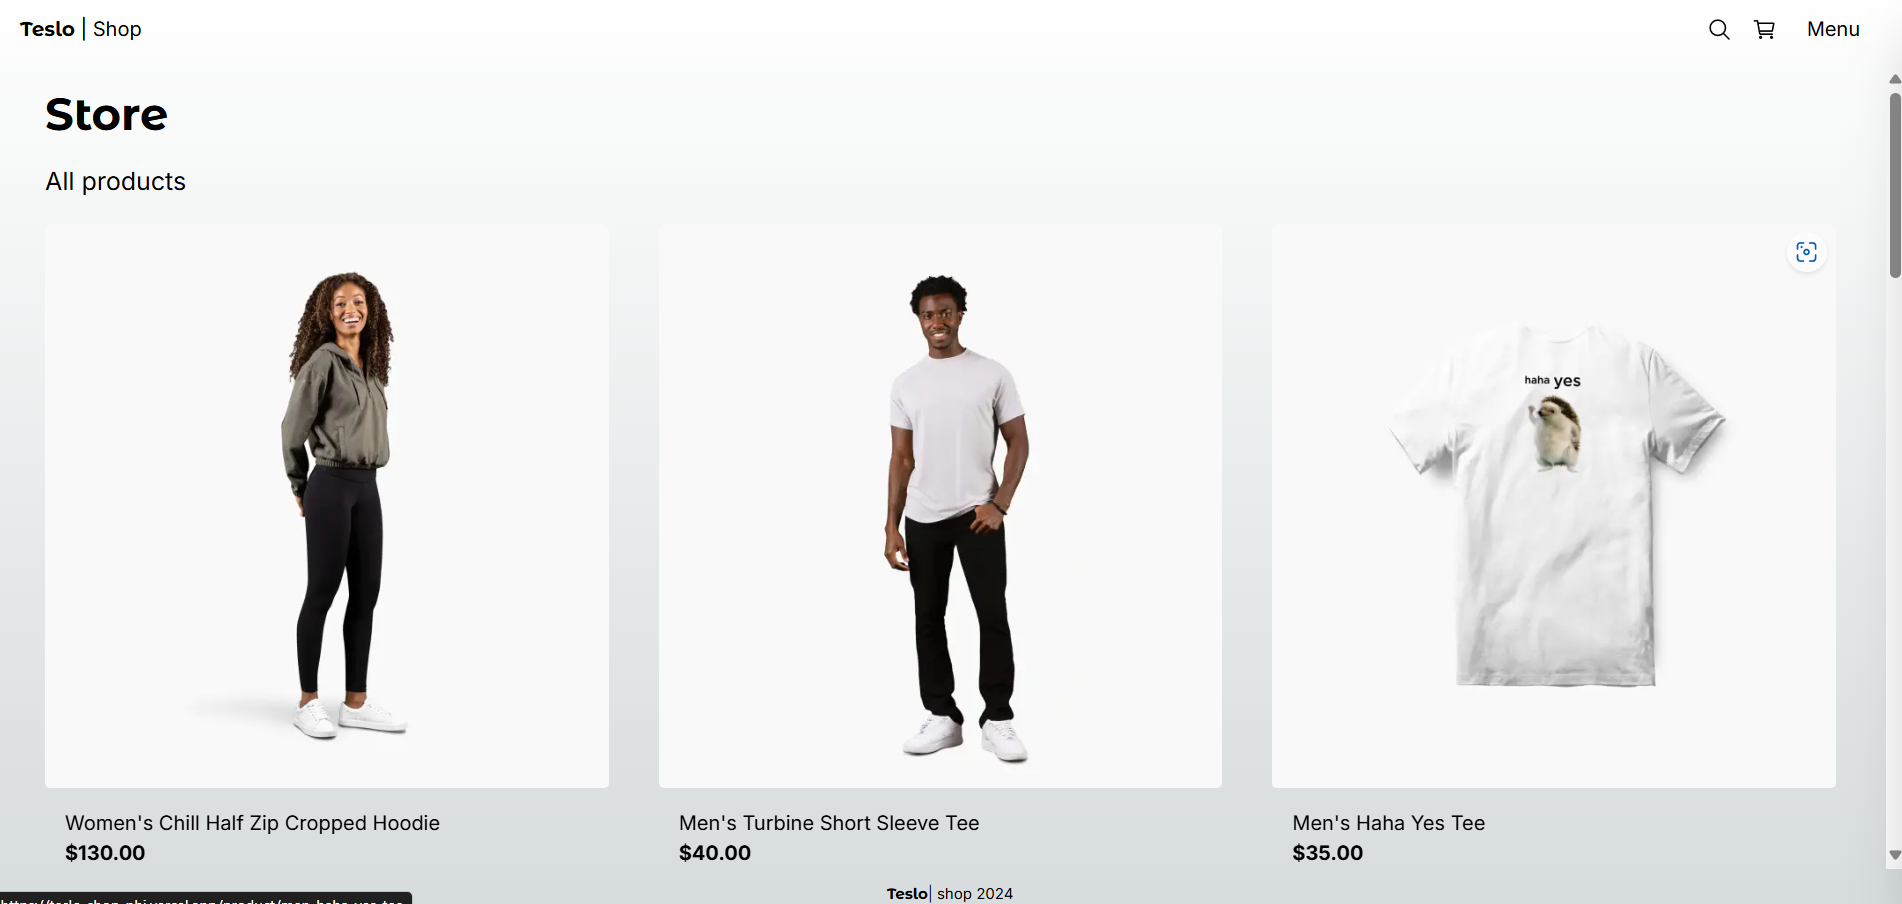 Teslo | Shop
Menu
Store
All products
haha yes
Women's Chill Half Zip Cropped Hoodie
$130.00
Men's Turbine Short Sleeve Tee
$40.00
Men's Haha Yes Tee
$35.00
Teslo| shop 2024